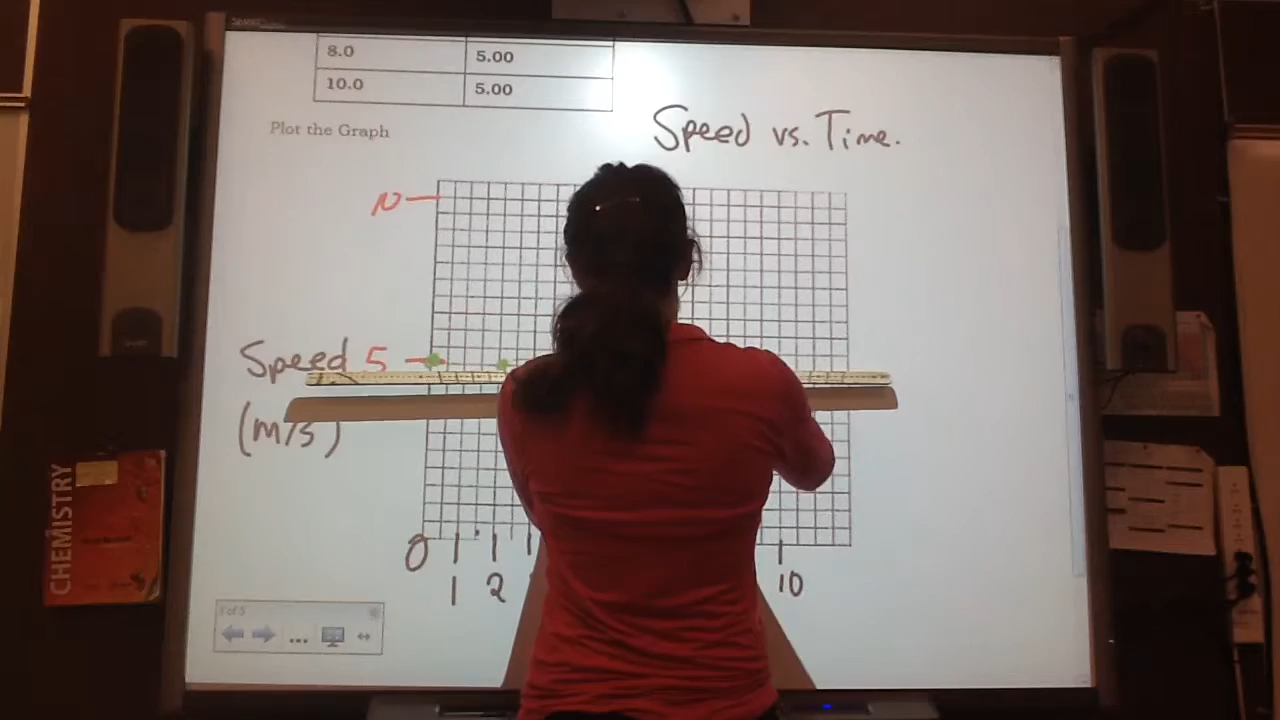 8.0 5.00
10.0 5.00
Plot the Graph
Speed vs. Time.
10
Speed 5
(m/s)
0
1 2 10
CHEMISTRY